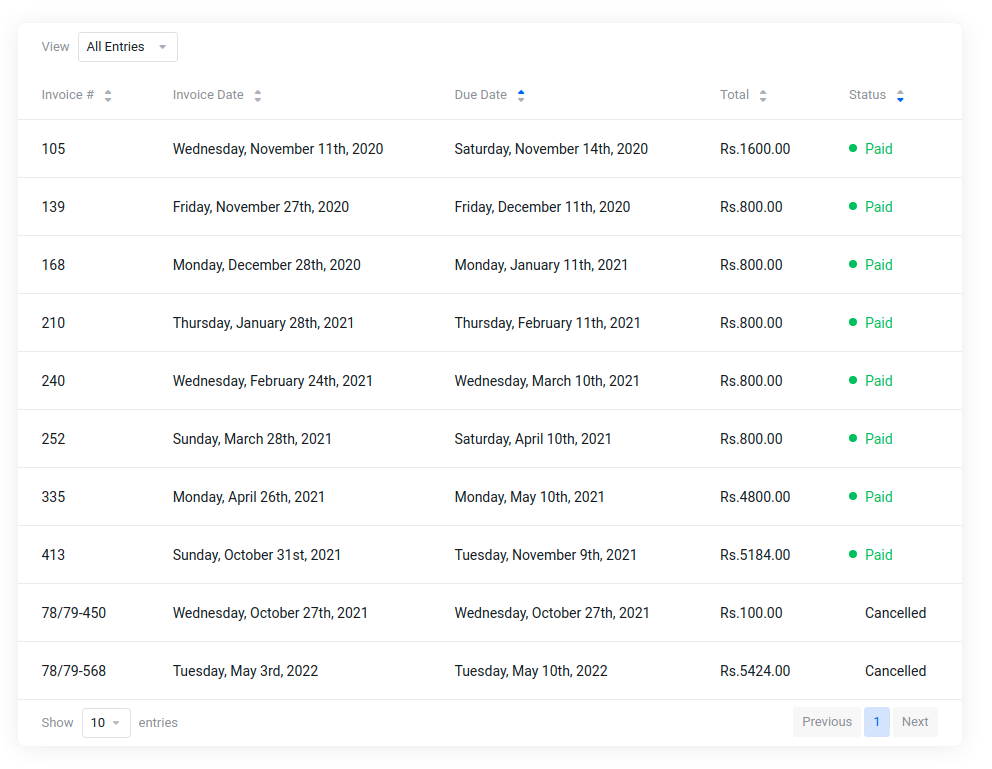 View All Entries
Invoice # Invoice Date Due Date Total Status
105 Wednesday, November 11th, 2020 Saturday, November 14th, 2020 Rs.1600.00 Paid
139 Friday, November 27th, 2020 Friday, December 11th, 2020 Rs.800.00 Paid
168 Monday, December 28th, 2020 Monday, January 11th, 2021 Rs.800.00 Paid
210 Thursday, January 28th, 2021 Thursday, February 11th, 2021 Rs.800.00 Paid
240 Wednesday, February 24th, 2021 Wednesday, March 10th, 2021 Rs.800.00 Paid
252 Sunday, March 28th, 2021 Saturday, April 10th, 2021 Rs.800.00 Paid
335 Monday, April 26th, 2021 Monday, May 10th, 2021 Rs.4800.00 Paid
413 Sunday, October 31st, 2021 Tuesday, November 9th, 2021 Rs.5184.00 Paid
78/79-450 Wednesday, October 27th, 2021 Wednesday, October 27th, 2021 Rs.100.00 Cancelled
78/79-568 Tuesday, May 3rd, 2022 Tuesday, May 10th, 2022 Rs.5424.00 Cancelled
Show 10 entries Previous 1 Next